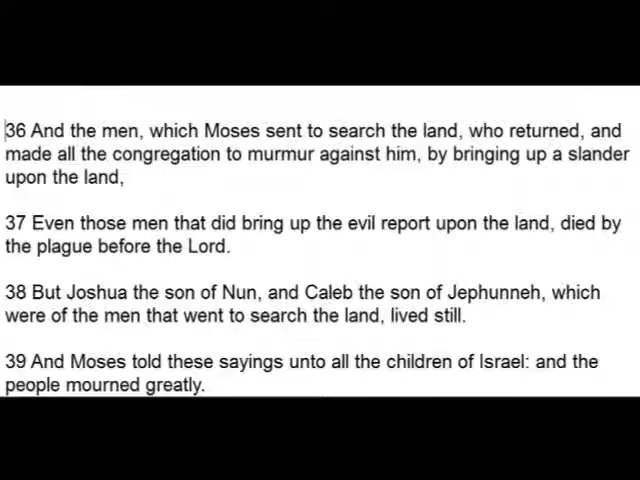 36 And the men, which Moses sent to search the land, who returned, and
made all the congregation to murmur against him, by bringing up a slander
upon the land,
37 Even those men that did bring up the evil report upon the land, died by
the plague before the Lord.
38 But Joshua the son of Nun, and Caleb the son of Jephunneh, which
were of the men that went to search the land, lived still.
39 And Moses told these sayings unto all the children of Israel: and the
people mourned greatly.